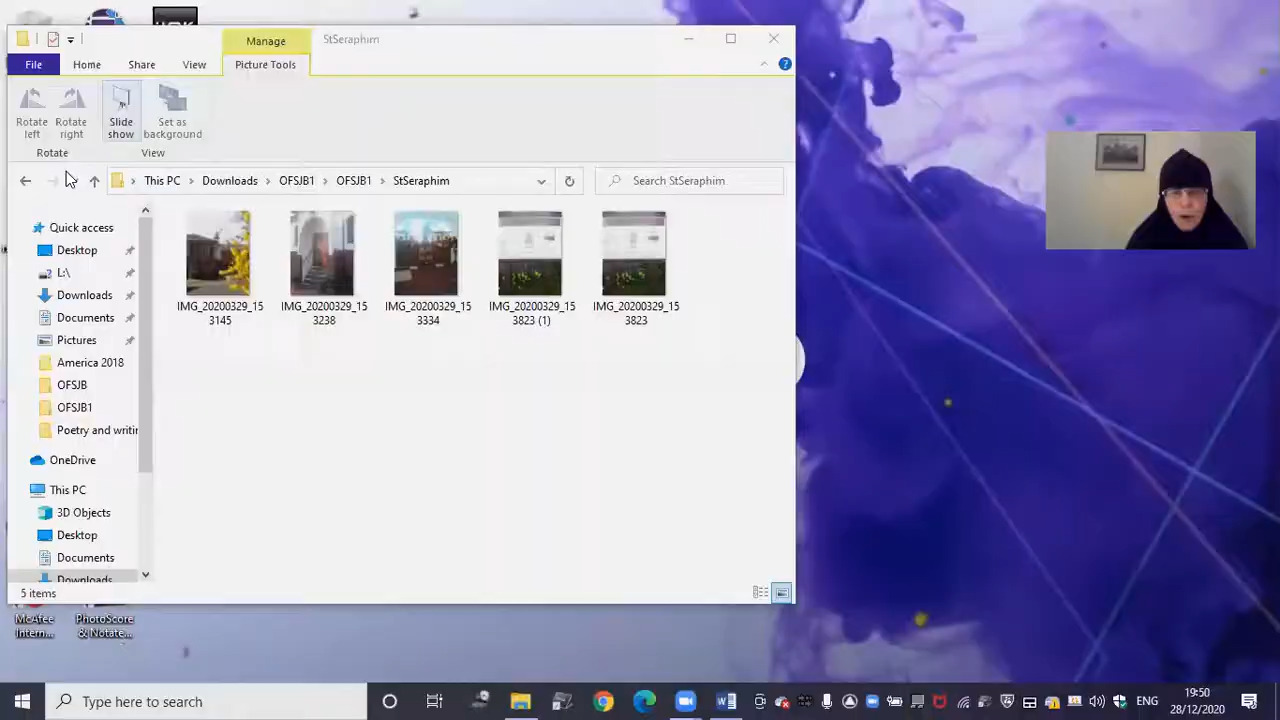 Manage
StSeraphim
File
Home
Share
View
Picture Tools
Rotate left
Rotate right
Slide show
Set as background
Rotate
View
This PC
Downloads
OFSJB1
OFSJB1
StSeraphim
Search StSeraphim
Quick access
Desktop
L:\
Downloads
Documents
Pictures
America 2018
OFSJB
OFSJB1
Poetry and writin
OneDrive
This PC
3D Objects
Desktop
Documents
Downloads
IMG_20200329_15
3145
IMG_20200329_15
3238
IMG_20200329_15
3334
IMG_20200329_15
3823 (1)
IMG_20200329_15
3823
5 items
McAfee
Intern...
PhotoScore
& Notate...
Type here to search
ENG
19:50
28/12/2020